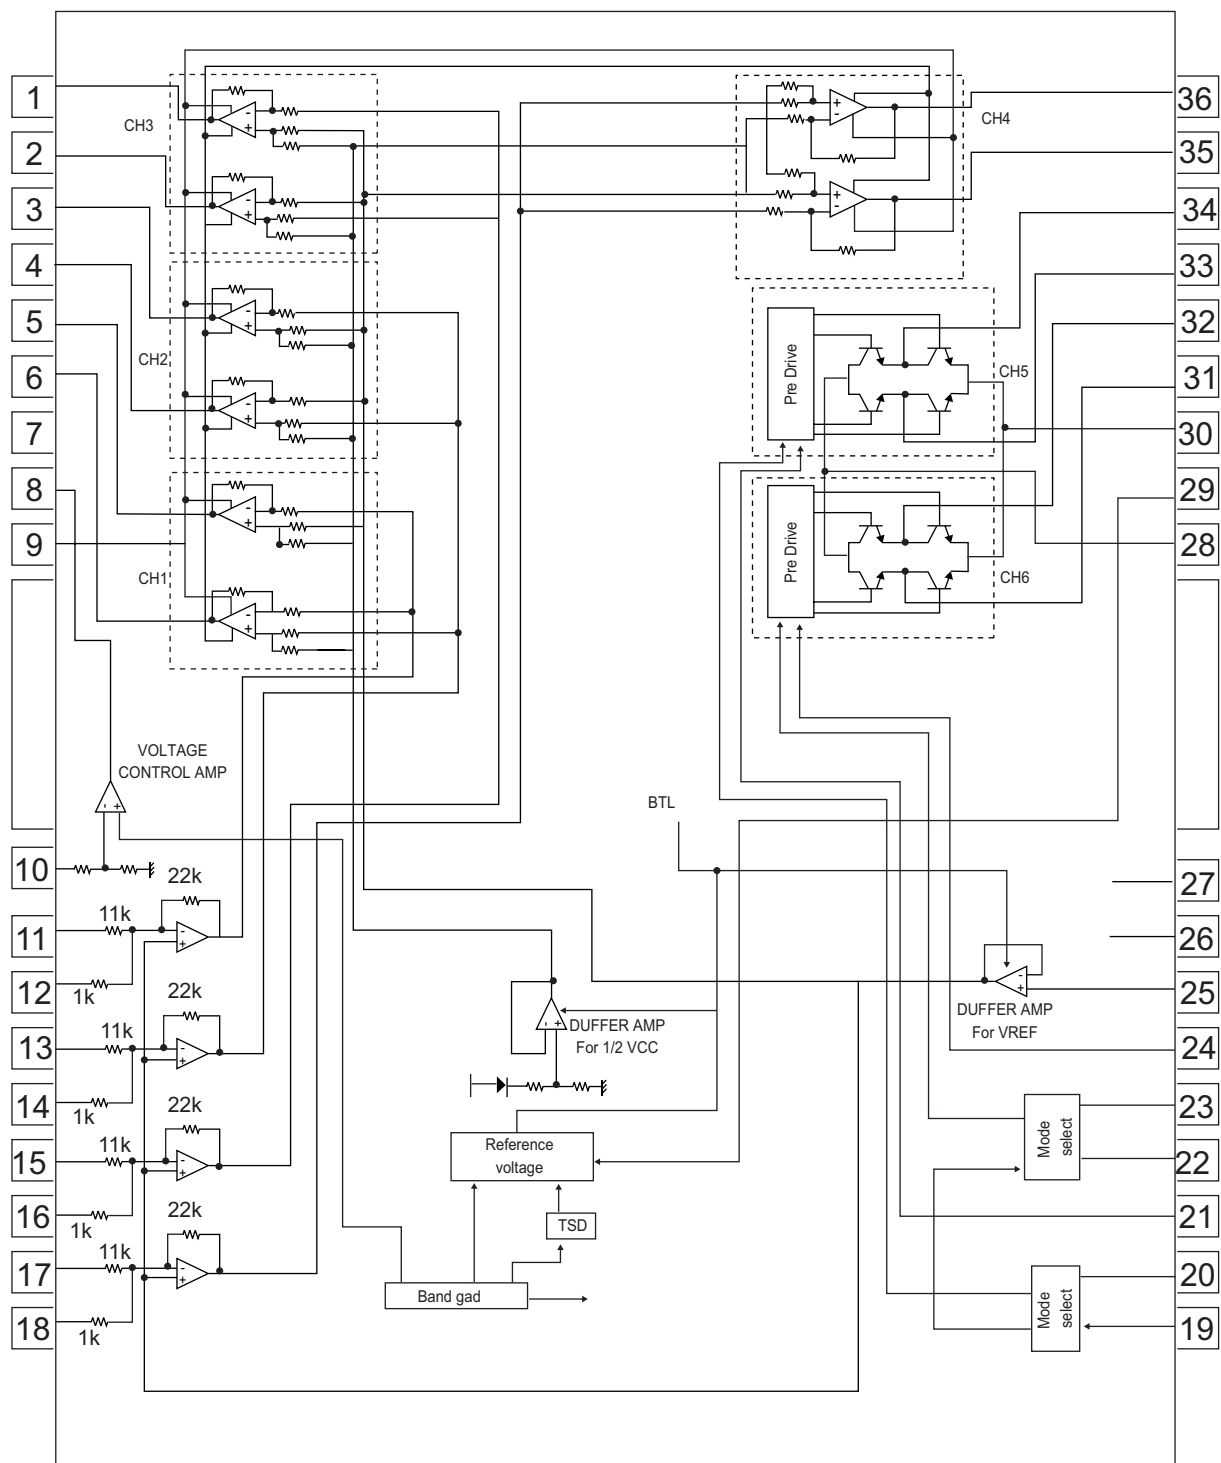 1
2
3
4
5
6
7
8
9
10
11
12
13
14
15
16
17
18
CH3
CH2
CH1
VOLTAGE
CONTROL AMP
- +
22k
11k
1k
22k
11k
1k
22k
11k
1k
22k
11k
1k
CH4
CH5
CH6
Pre Drive
Pre Drive
BTL
DUFFER AMP
For 1/2 VCC
DUFFER AMP
For VREF
Reference
voltage
TSD
Band gad
Mode
select
Mode
select
36
35
34
33
32
31
30
29
28
27
26
25
24
23
22
21
20
19